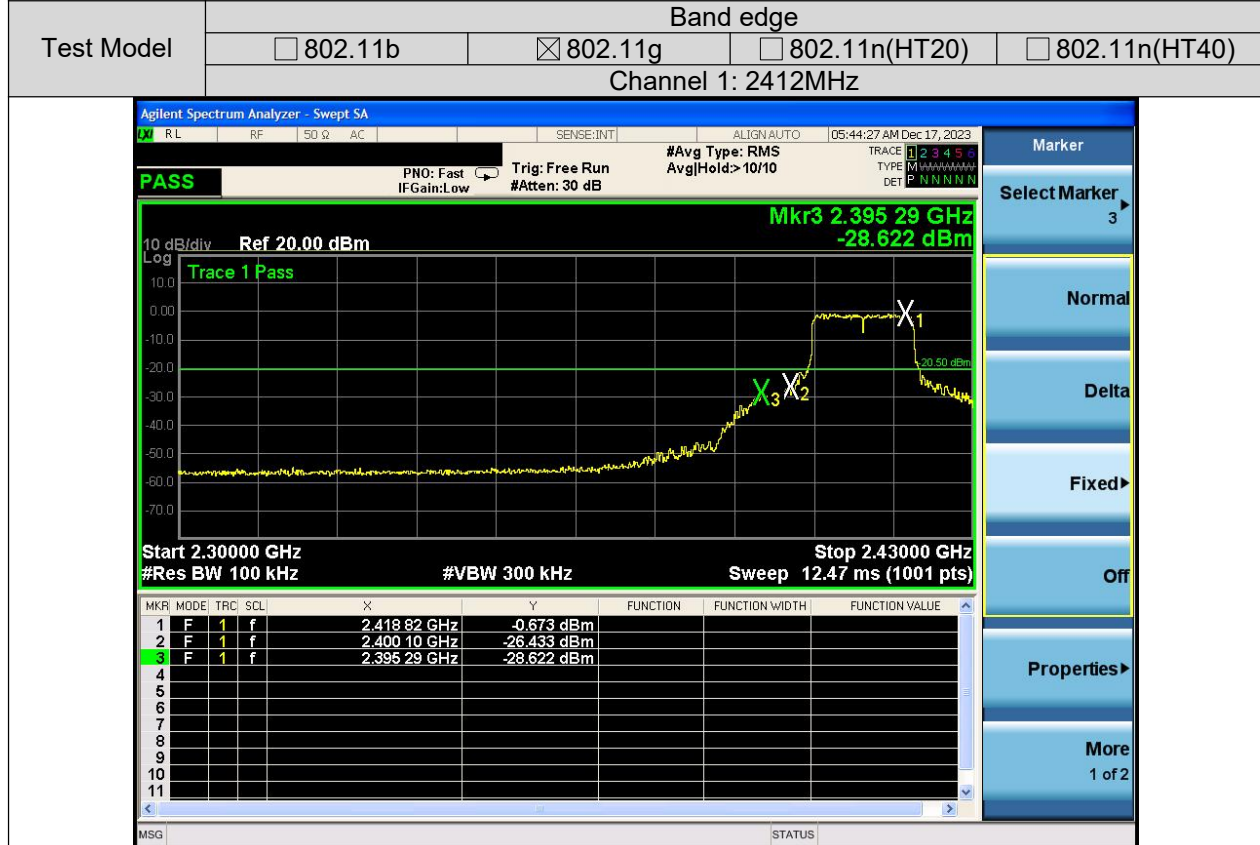 Test Model
Band edge
802.11b 802.11g 802.11n(HT20) 802.11n(HT40)
Channel 1: 2412MHz
Agilent Spectrum Analyzer - Swept SA
LXI RL RF 50 Ω AC SENSE:INT ALIGN AUTO 05:44:27 AM Dec 17, 2023
PASS
PNO: Fast
IFGain:Low
Trig: Free Run
#Atten: 30 dB
#Avg Type: RMS
Avg|Hold:>10/10
TRACE 1 2 3 4 5 6
TYPE MWWWWW
DET P N N N N N
Mkr3 2.395 29 GHz
-28.622 dBm
10 dB/div Ref 20.00 dBm
Log
Trace 1 Pass
10.0
0.00
-10.0
-20.0
-30.0
-40.0
-50.0
-60.0
-70.0
-20.50 dBm
1
2
3
Start 2.30000 GHz Stop 2.43000 GHz
#Res BW 100 kHz #VBW 300 kHz Sweep 12.47 ms (1001 pts)
MKR MODE TRC SCL X Y FUNCTION FUNCTION WIDTH FUNCTION VALUE
1 F 1 f 2.418 82 GHz -0.673 dBm
2 F 1 f 2.400 10 GHz -26.433 dBm
3 F 1 f 2.395 29 GHz -28.622 dBm
4
5
6
7
8
9
10
11
MSG STATUS
Marker
Select Marker
3
Normal
Delta
Fixed
Off
Properties
More
1 of 2